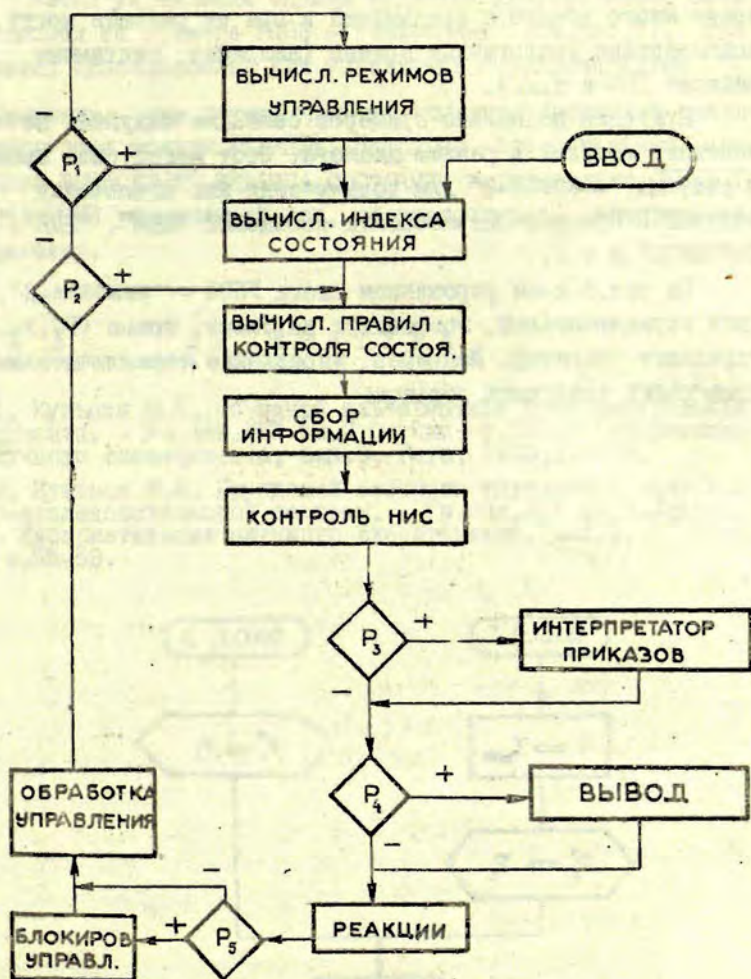 ВЫЧИСЛ. РЕЖИМОВ
УПРАВЛЕНИЯ
P1
+
ВВОД
ВЫЧИСЛ. ИНДЕКСА
СОСТОЯНИЯ
−
P2
+
ВЫЧИСЛ. ПРАВИЛ
КОНТРОЛЯ СОСТОЯ.
СБОР
ИНФОРМАЦИИ
КОНТРОЛЬ НИС
P3
+
ИНТЕРПРЕТАТОР
ПРИКАЗОВ
−
P4
+
ВЫВОД
−
ОБРАБОТКА
УПРАВЛЕНИЯ
−
РЕАКЦИИ
P5
+
БЛОКИРОВ
УПРАВЛ.